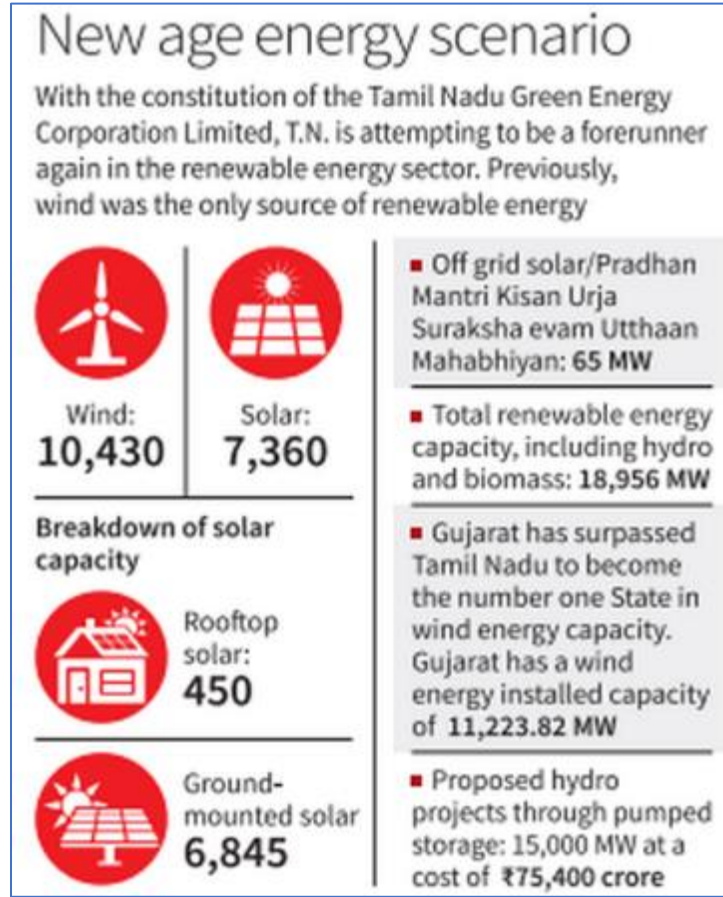 New age energy scenario
With the constitution of the Tamil Nadu Green Energy
Corporation Limited, T.N. is attempting to be a forerunner
again in the renewable energy sector. Previously,
wind was the only source of renewable energy
Wind:
10,430
Solar:
7,360
Breakdown of solar
capacity
Rooftop
solar:
450
Ground-
mounted solar
6,845
▪ Off grid solar/Pradhan
Mantri Kisan Urja
Suraksha evam Utthaan
Mahabhiyan: 65 MW
▪ Total renewable energy
capacity, including hydro
and biomass: 18,956 MW
▪ Gujarat has surpassed
Tamil Nadu to become
the number one State in
wind energy capacity.
Gujarat has a wind
energy installed capacity
of 11,223.82 MW
▪ Proposed hydro
projects through pumped
storage: 15,000 MW at a
cost of ₹75,400 crore